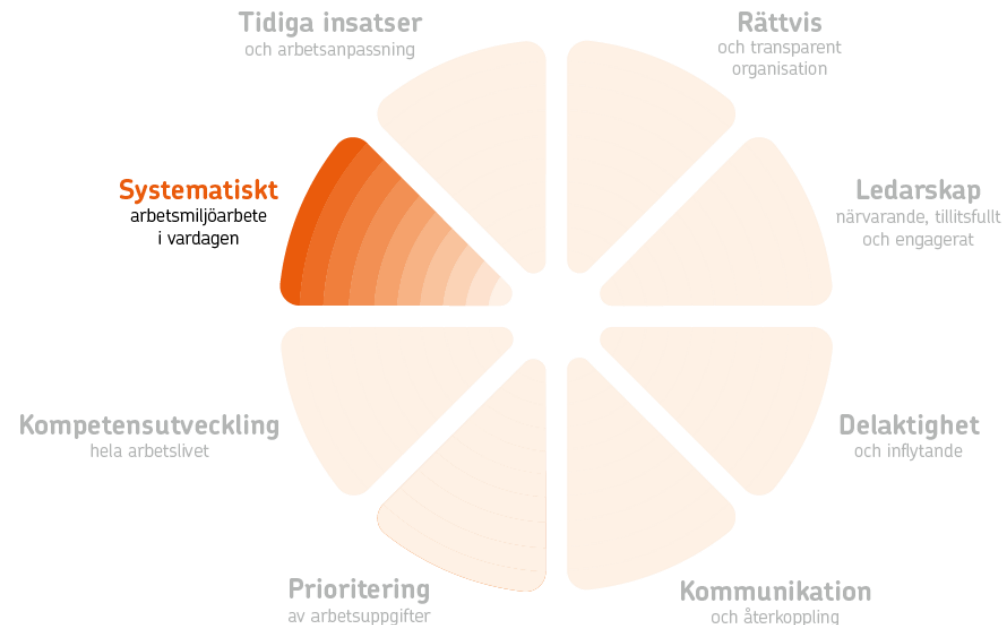 Tidiga insatser
och arbetsanpassning
Rättvis
och transparent
organisation
Systematiskt
arbetsmiljöarbete
i vardagen
Ledarskap
närvarande, tillitsfullt
och engagerat
Kompetensutveckling
hela arbetslivet
Delaktighet
och inflytande
Prioritering
av arbetsuppgifter
Kommunikation
och återkoppling